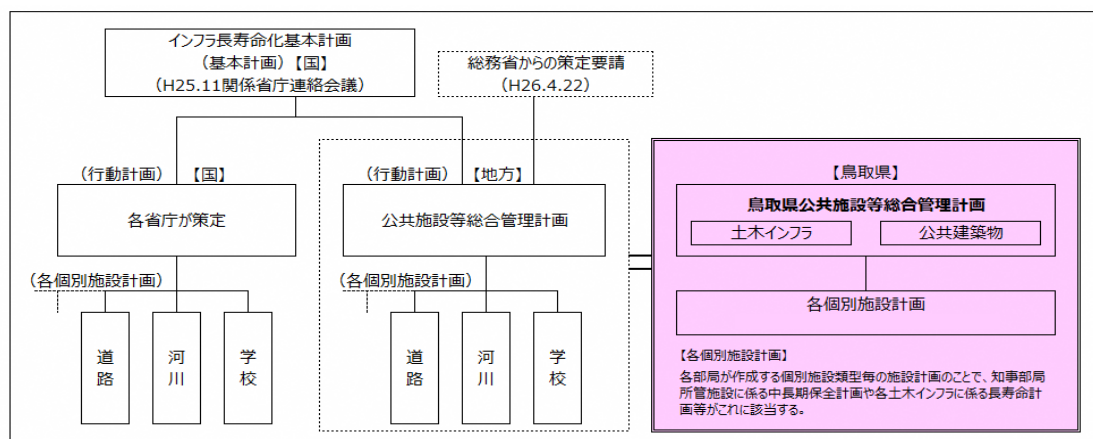 インフラ長寿命化基本計画
（基本計画）【国】
（H25.11関係省庁連絡会議）
総務省からの策定要請
（H26.4.22）
（行動計画） 【国】
各省庁が策定
（各個別施設計画）
道路
河川
学校
（行動計画） 【地方】
公共施設等総合管理計画
（各個別施設計画）
道路
河川
学校
【鳥取県】
鳥取県公共施設等総合管理計画
土木インフラ
公共建築物
各個別施設計画
【各個別施設計画】
各部局が作成する個別施設類型毎の施設計画のことで、知事部局
所管施設に係る中長期保全計画や各土木インフラに係る長寿命計
画等がこれに該当する。